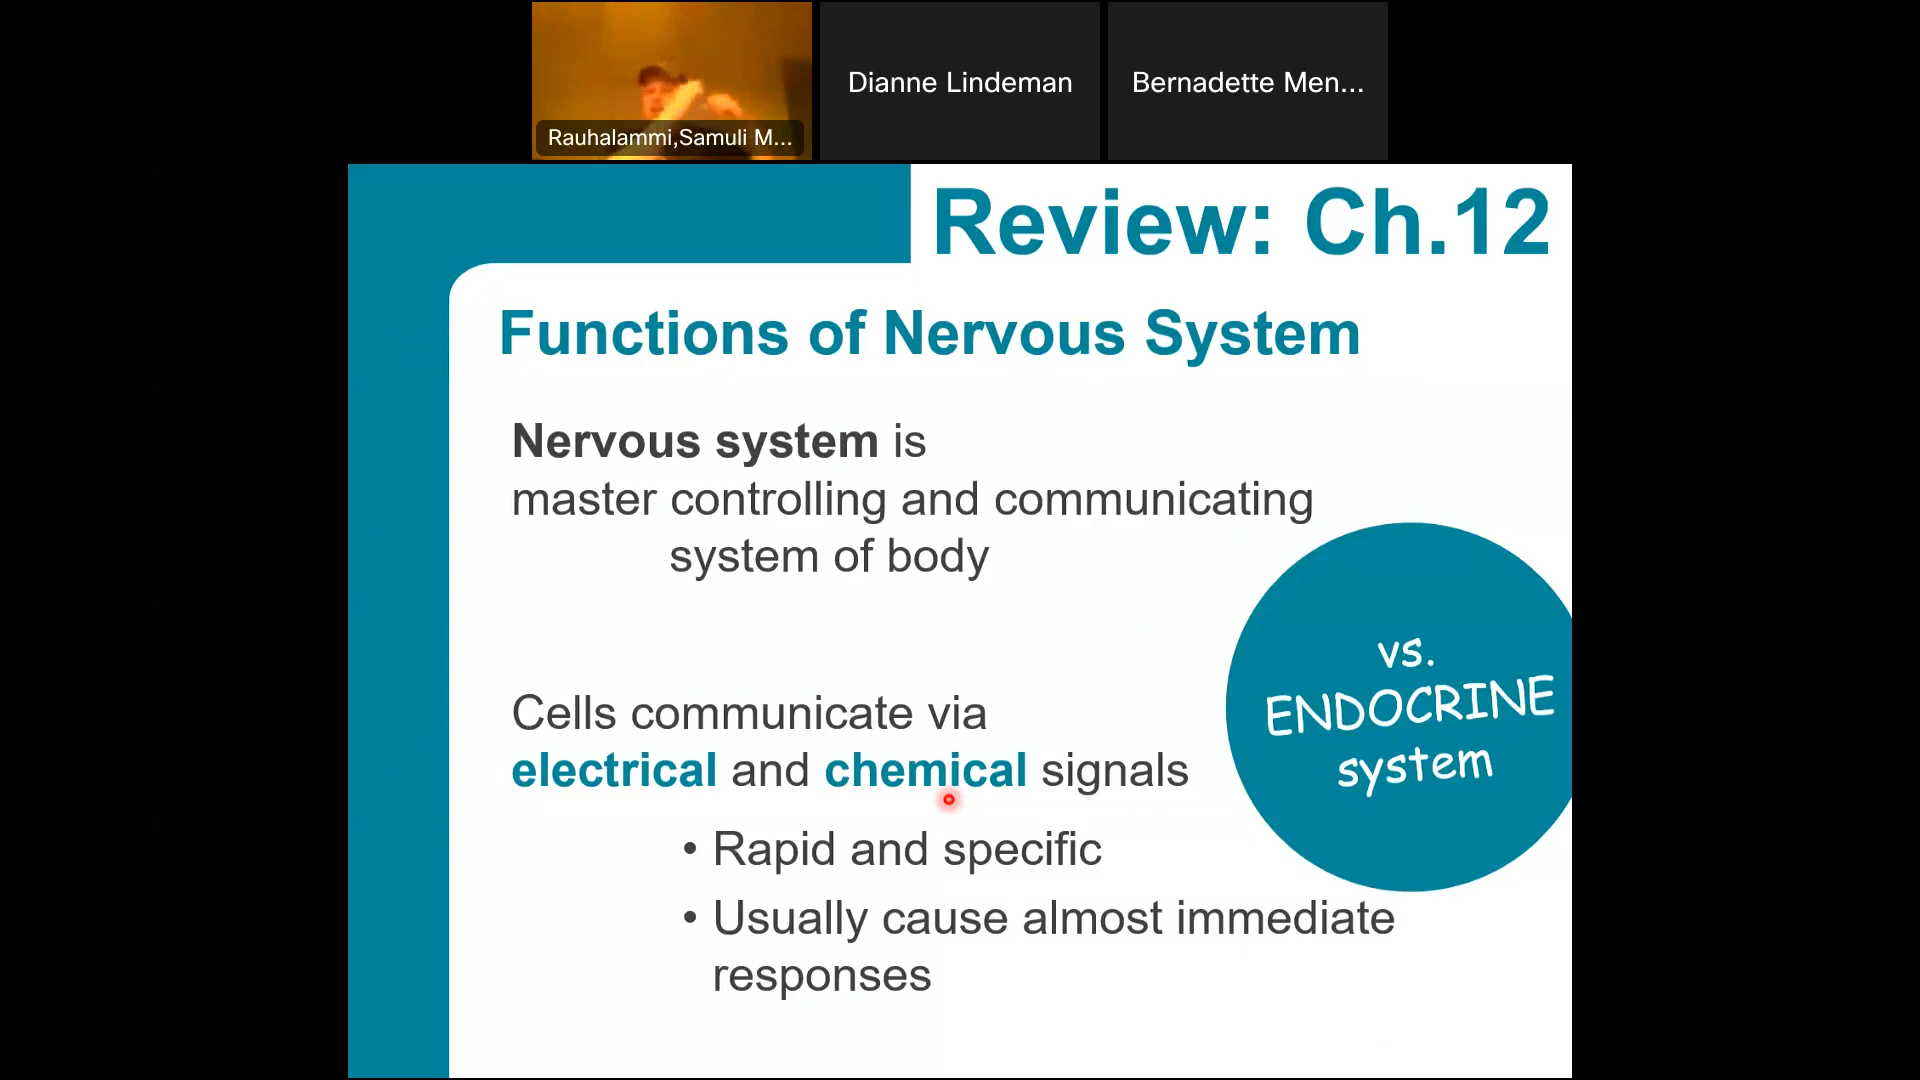 Rauhalammi,Samuli M...
Dianne Lindeman
Bernadette Men...
Review: Ch.12
Functions of Nervous System
Nervous system is
master controlling and communicating
system of body
vs.
ENDOCRINE
system
Cells communicate via
electrical and chemical signals
• Rapid and specific
• Usually cause almost immediate
responses